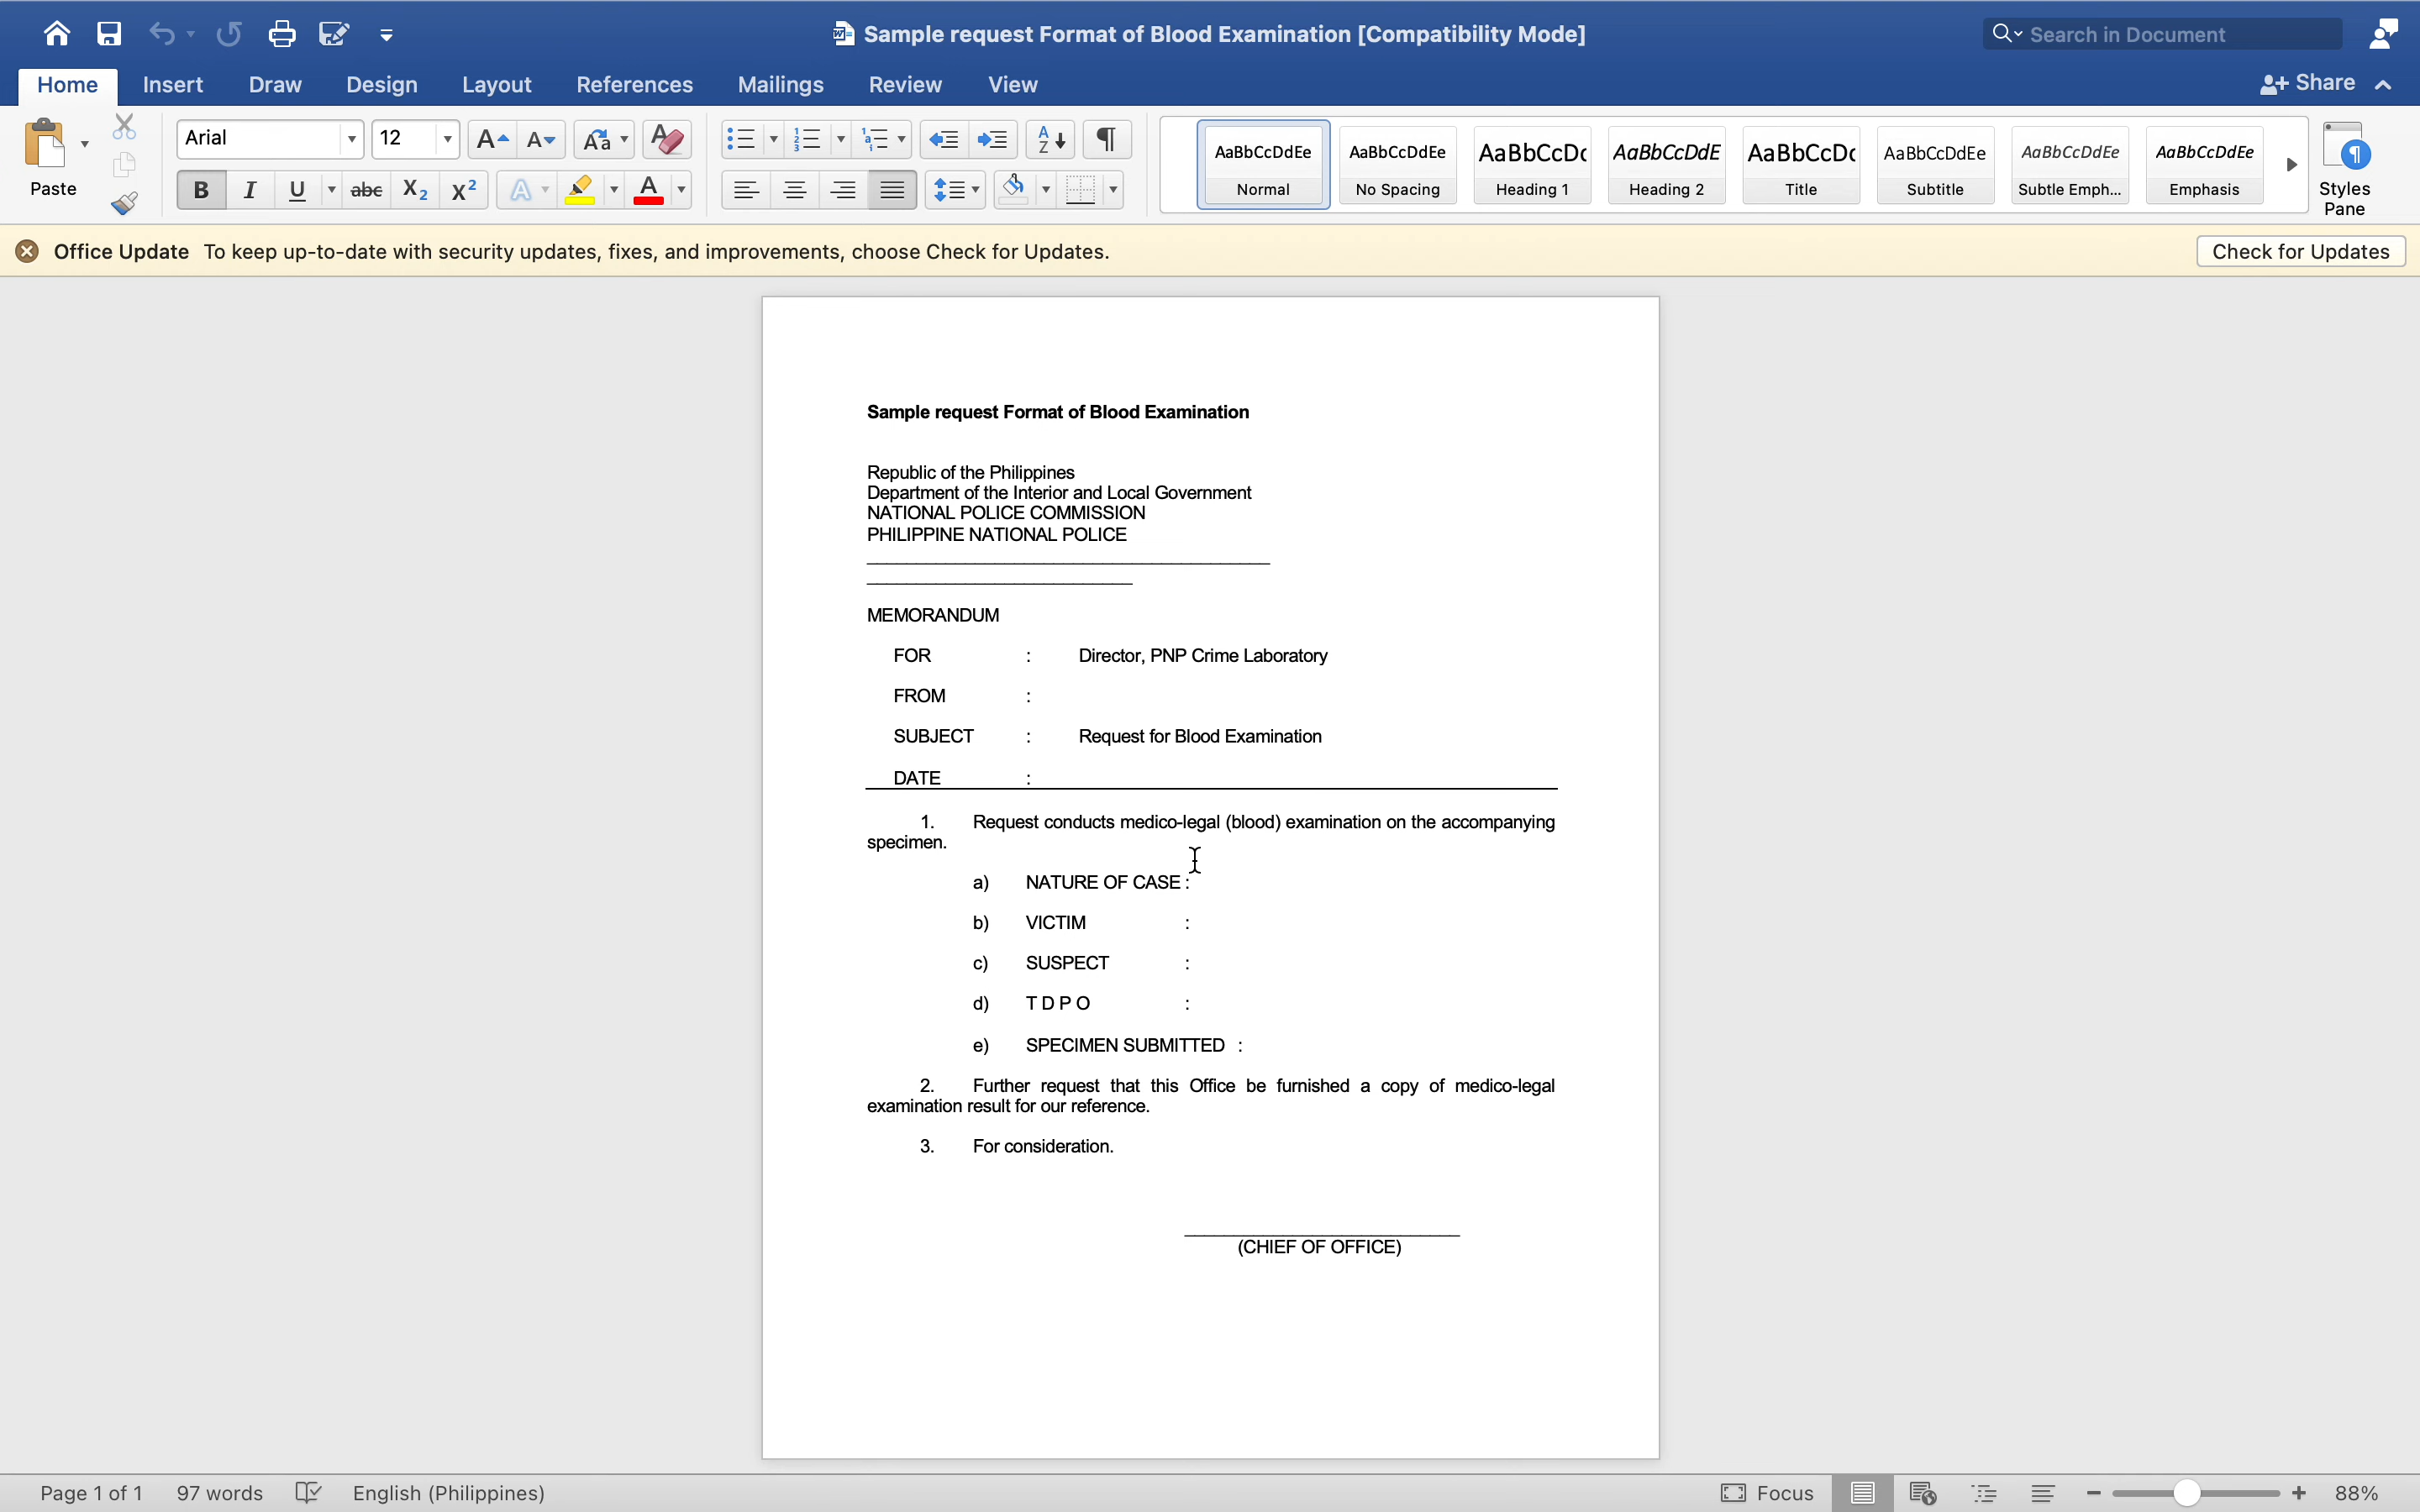 Sample request Format of Blood Examination [Compatibility Mode]
Search in Document
Home Insert Draw Design Layout References Mailings Review View
Share
Paste
Arial 12
AaBbCcDdEe AaBbCcDdEe AaBbCcDc AaBbCcDdE AaBbCcDc AaBbCcDdEe AaBbCcDdEe AaBbCcDdEe
Normal No Spacing Heading 1 Heading 2 Title Subtitle Subtle Emph... Emphasis
Styles
Pane
Office Update To keep up-to-date with security updates, fixes, and improvements, choose Check for Updates.
Check for Updates
Sample request Format of Blood Examination
Republic of the Philippines
Department of the Interior and Local Government
NATIONAL POLICE COMMISSION
PHILIPPINE NATIONAL POLICE
MEMORANDUM
FOR : Director, PNP Crime Laboratory
FROM :
SUBJECT : Request for Blood Examination
DATE :
1. Request conducts medico-legal (blood) examination on the accompanying
specimen.
a) NATURE OF CASE :
b) VICTIM :
c) SUSPECT :
d) T D P O :
e) SPECIMEN SUBMITTED :
2. Further request that this Office be furnished a copy of medico-legal
examination result for our reference.
3. For consideration.
(CHIEF OF OFFICE)
Page 1 of 1 97 words English (Philippines)
Focus
88%